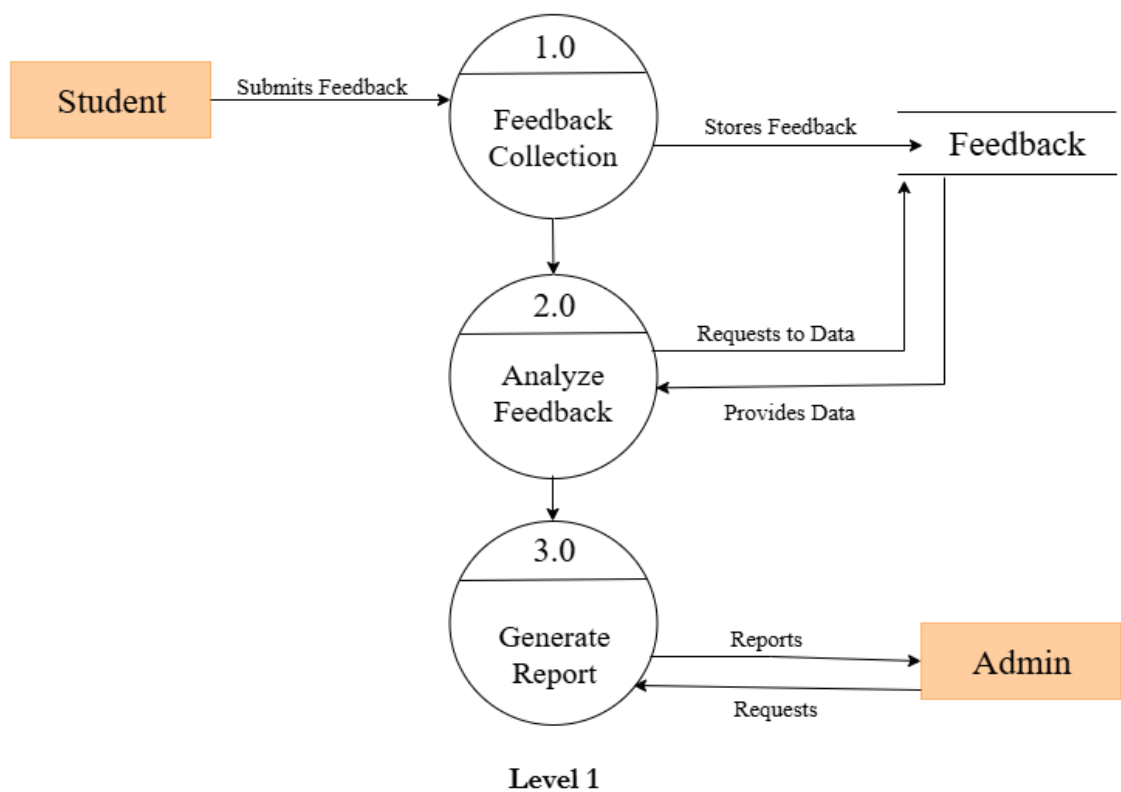 1.0
Student
Submits Feedback
Feedback
Collection
Stores Feedback
Feedback
2.0
Requests to Data
Analyze
Feedback
Provides Data
3.0
Generate
Report
Reports
Admin
Requests
Level 1